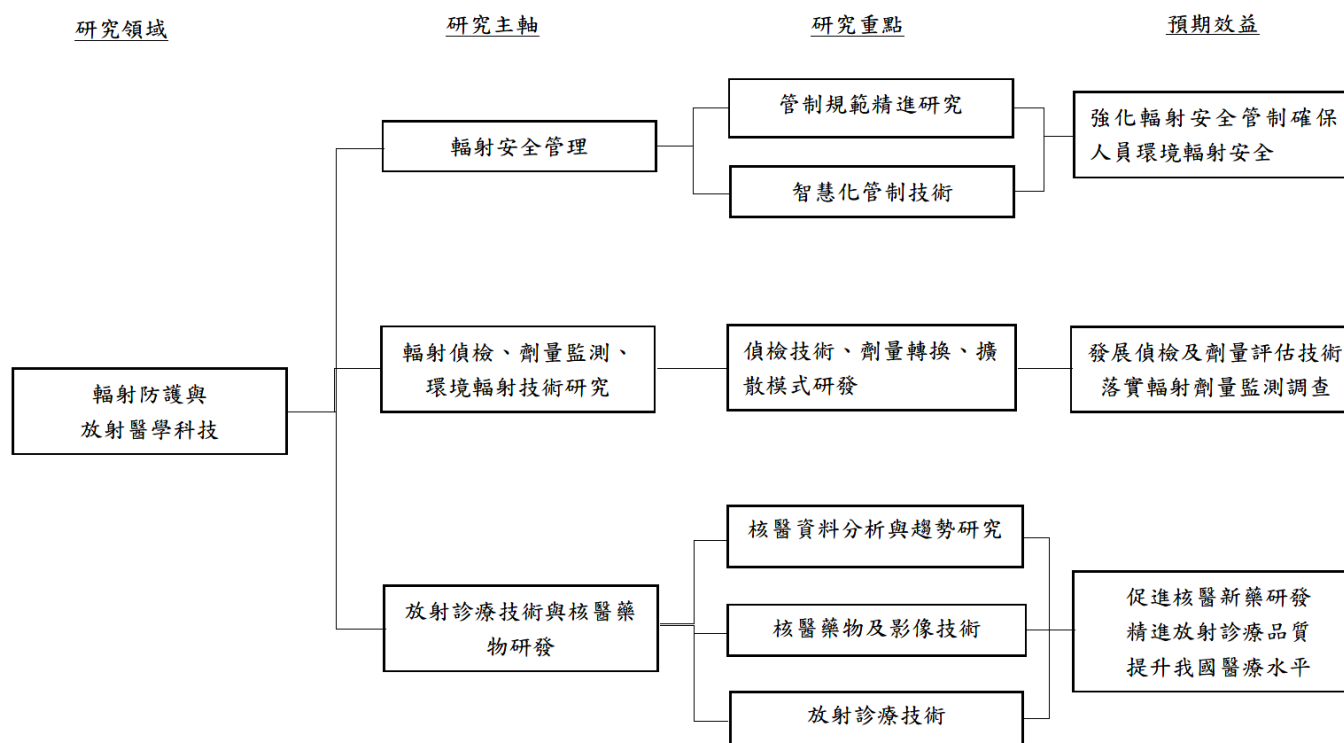 研究領域
研究主軸
研究重點
預期效益
輻射防護與
放射醫學科技
輻射安全管理
管制規範精進研究
智慧化管制技術
強化輻射安全管制確保
人員環境輻射安全
輻射偵檢、劑量監測、
環境輻射技術研究
偵檢技術、劑量轉換、擴
散模式研發
發展偵檢及劑量評估技術
落實輻射劑量監測調查
放射診療技術與核醫藥
物研發
核醫資料分析與趨勢研究
核醫藥物及影像技術
放射診療技術
促進核醫新藥研發
精進放射診療品質
提升我國醫療水平